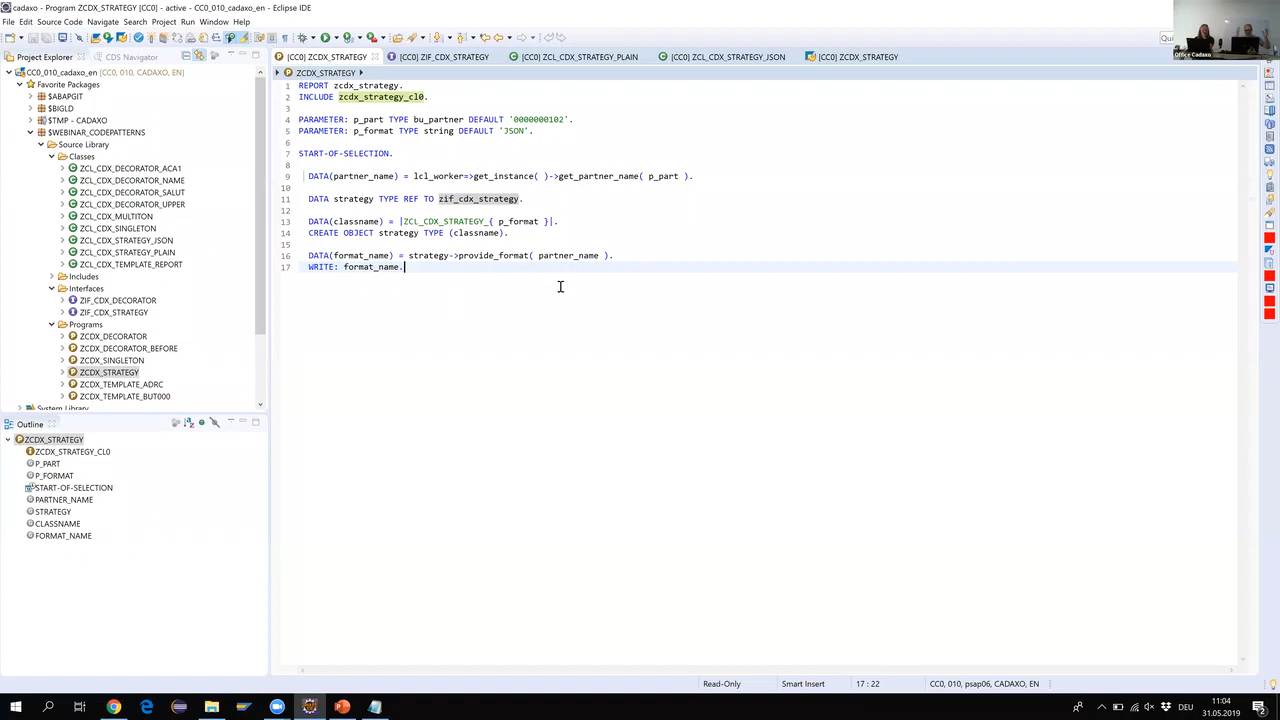 cadaxo - Program ZCDX_STRATEGY [CC0] - active - Eclipse IDE
File Edit Source Code Navigate Search Project Run Window Help
Qui
Office Cadaxo
Project Explorer CDS Navigator
[CC0] ZCDX_STRATEGY [CC0] ZIF_CDX_STRATEGY [CC0] ZCL_CDX_STRATEGY_PLAIN [CC0] ZCL_CDX_STRATEGY_JSON [CC0] ZCDX_STRATEGY
ZCDX_STRATEGY
CC0_010_cadaxo_en [CC0, 010, CADAXO, EN]
Favorite Packages
$ABAPGIT
$BIGLD
$TMP - CADAXO
$WEBINAR_CODEPATTERNS
Source Library
Classes
ZCL_CDX_DECORATOR_ACA1
ZCL_CDX_DECORATOR_NAME
ZCL_CDX_DECORATOR_SALUT
ZCL_CDX_DECORATOR_UPPER
ZCL_CDX_MULTITON
ZCL_CDX_SINGLETON
ZCL_CDX_STRATEGY_JSON
ZCL_CDX_STRATEGY_PLAIN
ZCL_CDX_TEMPLATE_REPORT
Includes
Interfaces
ZIF_CDX_DECORATOR
ZIF_CDX_STRATEGY
Programs
ZCDX_DECORATOR
ZCDX_DECORATOR_BEFORE
ZCDX_SINGLETON
ZCDX_STRATEGY
ZCDX_TEMPLATE_ADRC
ZCDX_TEMPLATE_BUT000
System Library
1 REPORT zcdx_strategy.
2 INCLUDE zcdx_strategy_cl0.
3
4 PARAMETER: p_part TYPE bu_partner DEFAULT '0000000102'.
5 PARAMETER: p_format TYPE string DEFAULT 'JSON'.
6
7 START-OF-SELECTION.
8
9 DATA(partner_name) = lcl_worker=>get_instance( )->get_partner_name( p_part ).
10
11 DATA strategy TYPE REF TO zif_cdx_strategy.
12
13 DATA(classname) = |ZCL_CDX_STRATEGY_{ p_format }|.
14 CREATE OBJECT strategy TYPE (classname).
15
16 DATA(format_name) = strategy->provide_format( partner_name ).
17 WRITE: format_name.
Outline
ZCDX_STRATEGY
ZCDX_STRATEGY_CL0
P_PART
P_FORMAT
START-OF-SELECTION
PARTNER_NAME
STRATEGY
CLASSNAME
FORMAT_NAME
Read-Only Smart Insert 17 : 22 CC0, 010, psap06, CADAXO, EN
DEU 11:04
31.05.2019
2